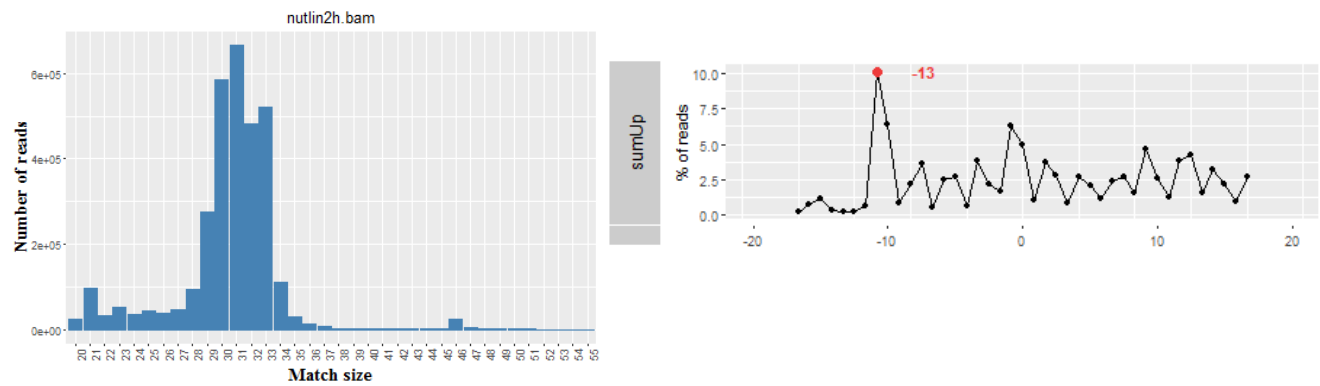 nutlin2h.bam
Number of reads
6e+05
4e+05
2e+05
0e+00
20 21 22 23 24 25 26 27 28 29 30 31 32 33 34 35 36 37 38 39 40 41 42 43 44 45 46 47 48 49 50 51 52 53 54 55
Match size
sumUp
% of reads
10.0
7.5
5.0
2.5
0.0
-13
-20 -10 0 10 20